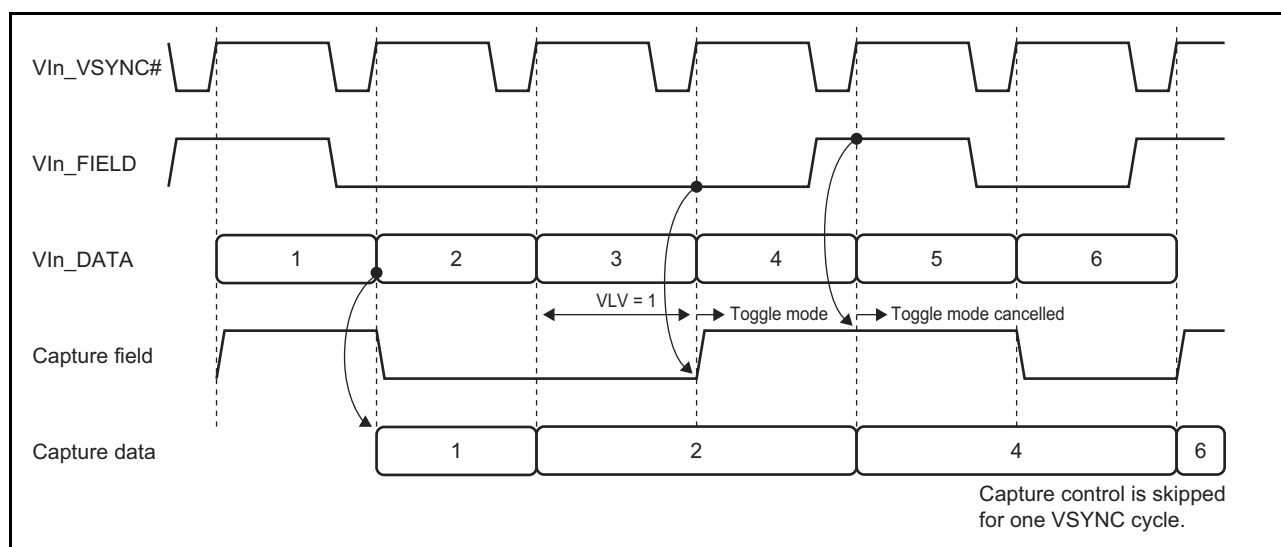 VIn_VSYNC#
VIn_FIELD
VIn_DATA
1 2 3 4 5 6
VLV = 1 Toggle mode Toggle mode cancelled
Capture field
Capture data
1 2 4 6
Capture control is skipped
for one VSYNC cycle.